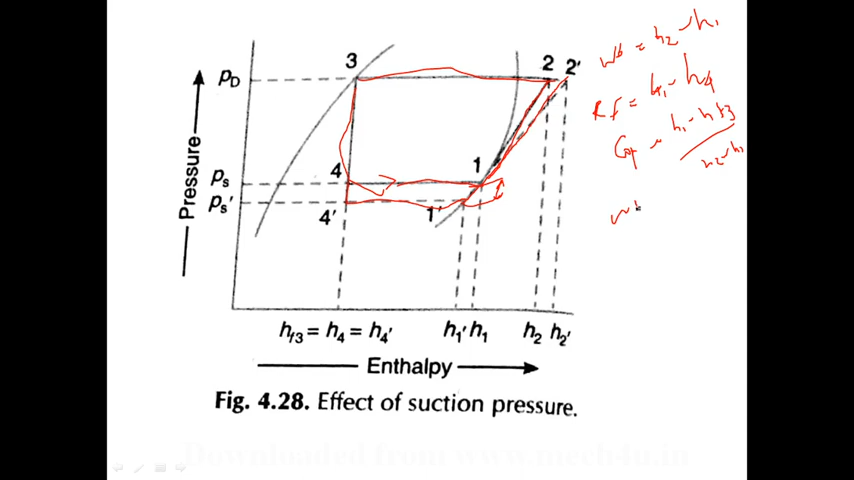 3
2 2'
p_D
Wb = h2 - h1
Rf = h1 - h4
Cop = h1 - hf3
h2 - h1
Pressure
p_s
4
1
p_s'
4'
1'
h_f3 = h_4 = h_4'
h_1' h_1
h_2 h_2'
Enthalpy
Fig. 4.28. Effect of suction pressure.
Downloaded from www.mech4u.in